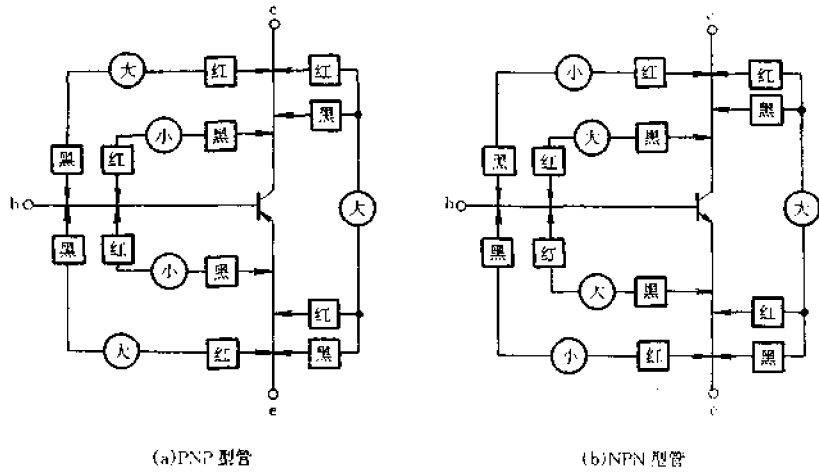 c
大 红 红
黑
小 黑
黑 红
b
大
黑 红
小 黑
红
大 红 黑
e
(a)PNP 型管
小 红 红
黑
大 黑
黑 红
b
大
黑 红
大 黑
红
小 红 黑
(b)NPN 型管